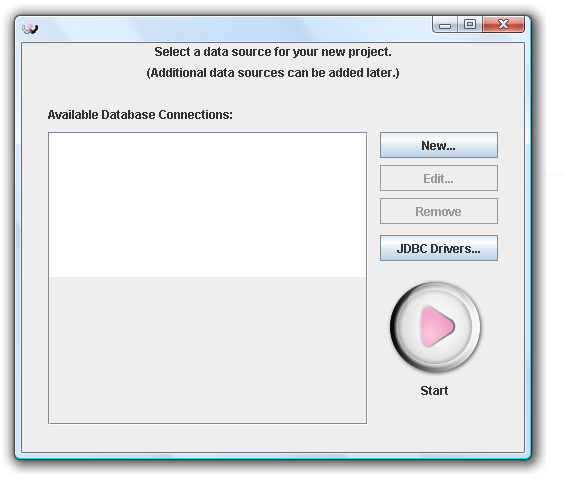 Select a data source for your new project.
(Additional data sources can be added later.)
Available Database Connections:
New...
Edit...
Remove
JDBC Drivers...
Start